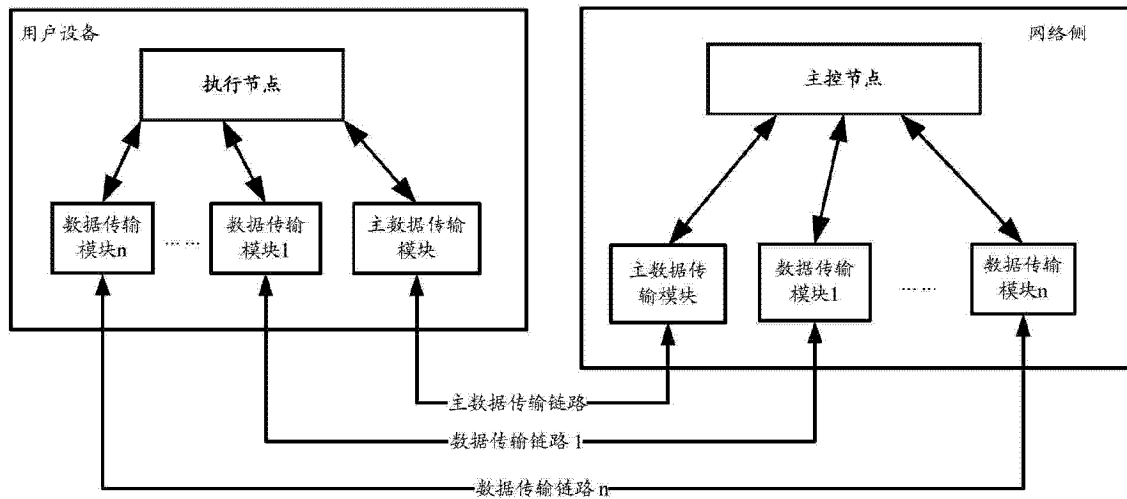 用户设备
执行节点
数据传输
模块n
… …
数据传输
模块1
主数据传输
模块
网络侧
主控节点
主数据传
输模块
数据传输
模块1
… …
数据传输
模块n
主数据传输链路
数据传输链路 1
数据传输链路 n